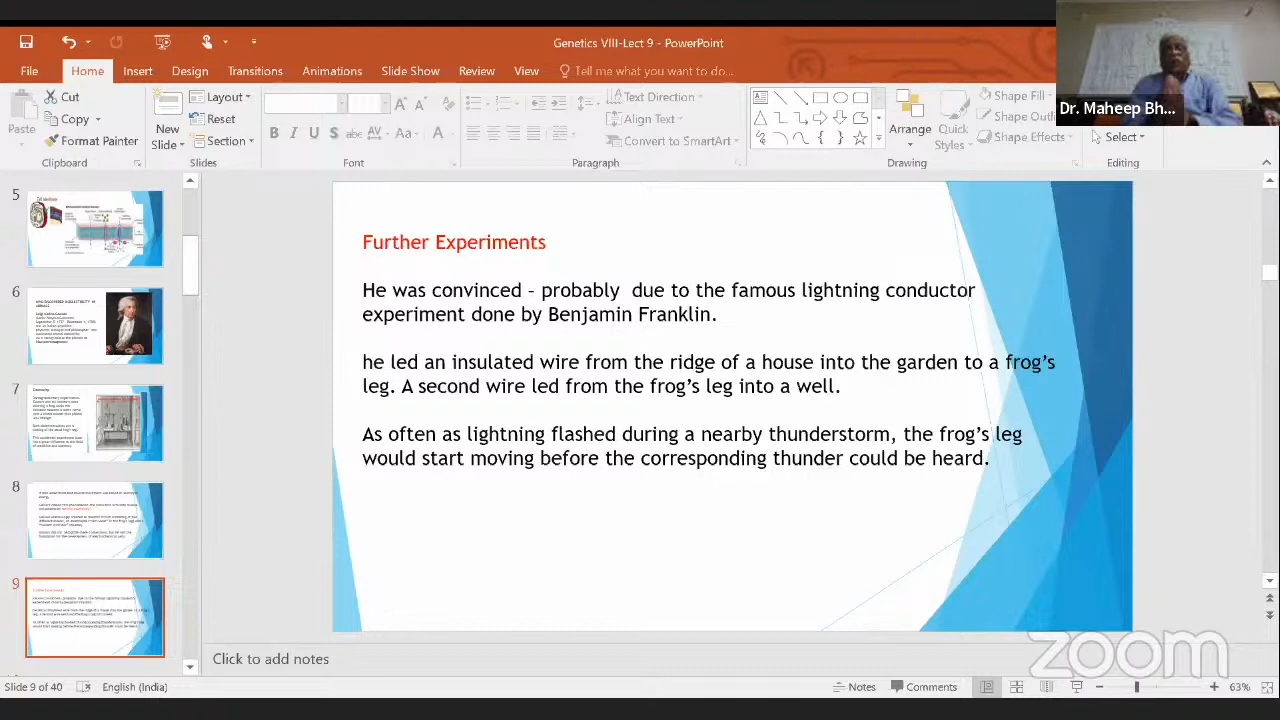 Genetics VIII-Lect 9 - PowerPoint
File
Home
Insert
Design
Transitions
Animations
Slide Show
Review
View
Tell me what you want to do...
Dr. Maheep Bh...
Paste
Cut
Copy
Format Painter
Clipboard
New
Slide
Layout
Reset
Section
Slides
Font
Text Direction
Align Text
Convert to SmartArt
Paragraph
Arrange
Quick
Styles
Shape Fill
Shape Outl
Shape Effects
Drawing
Select
Editing
5
6
7
8
9
Further Experiments
He was convinced – probably due to the famous lightning conductor
experiment done by Benjamin Franklin.
he led an insulated wire from the ridge of a house into the garden to a frog's
leg. A second wire led from the frog's leg into a well.
As often as lightning flashed during a nearby thunderstorm, the frog's leg
would start moving before the corresponding thunder could be heard.
Click to add notes
zoom
Slide 9 of 40
English (India)
Notes
Comments
63%